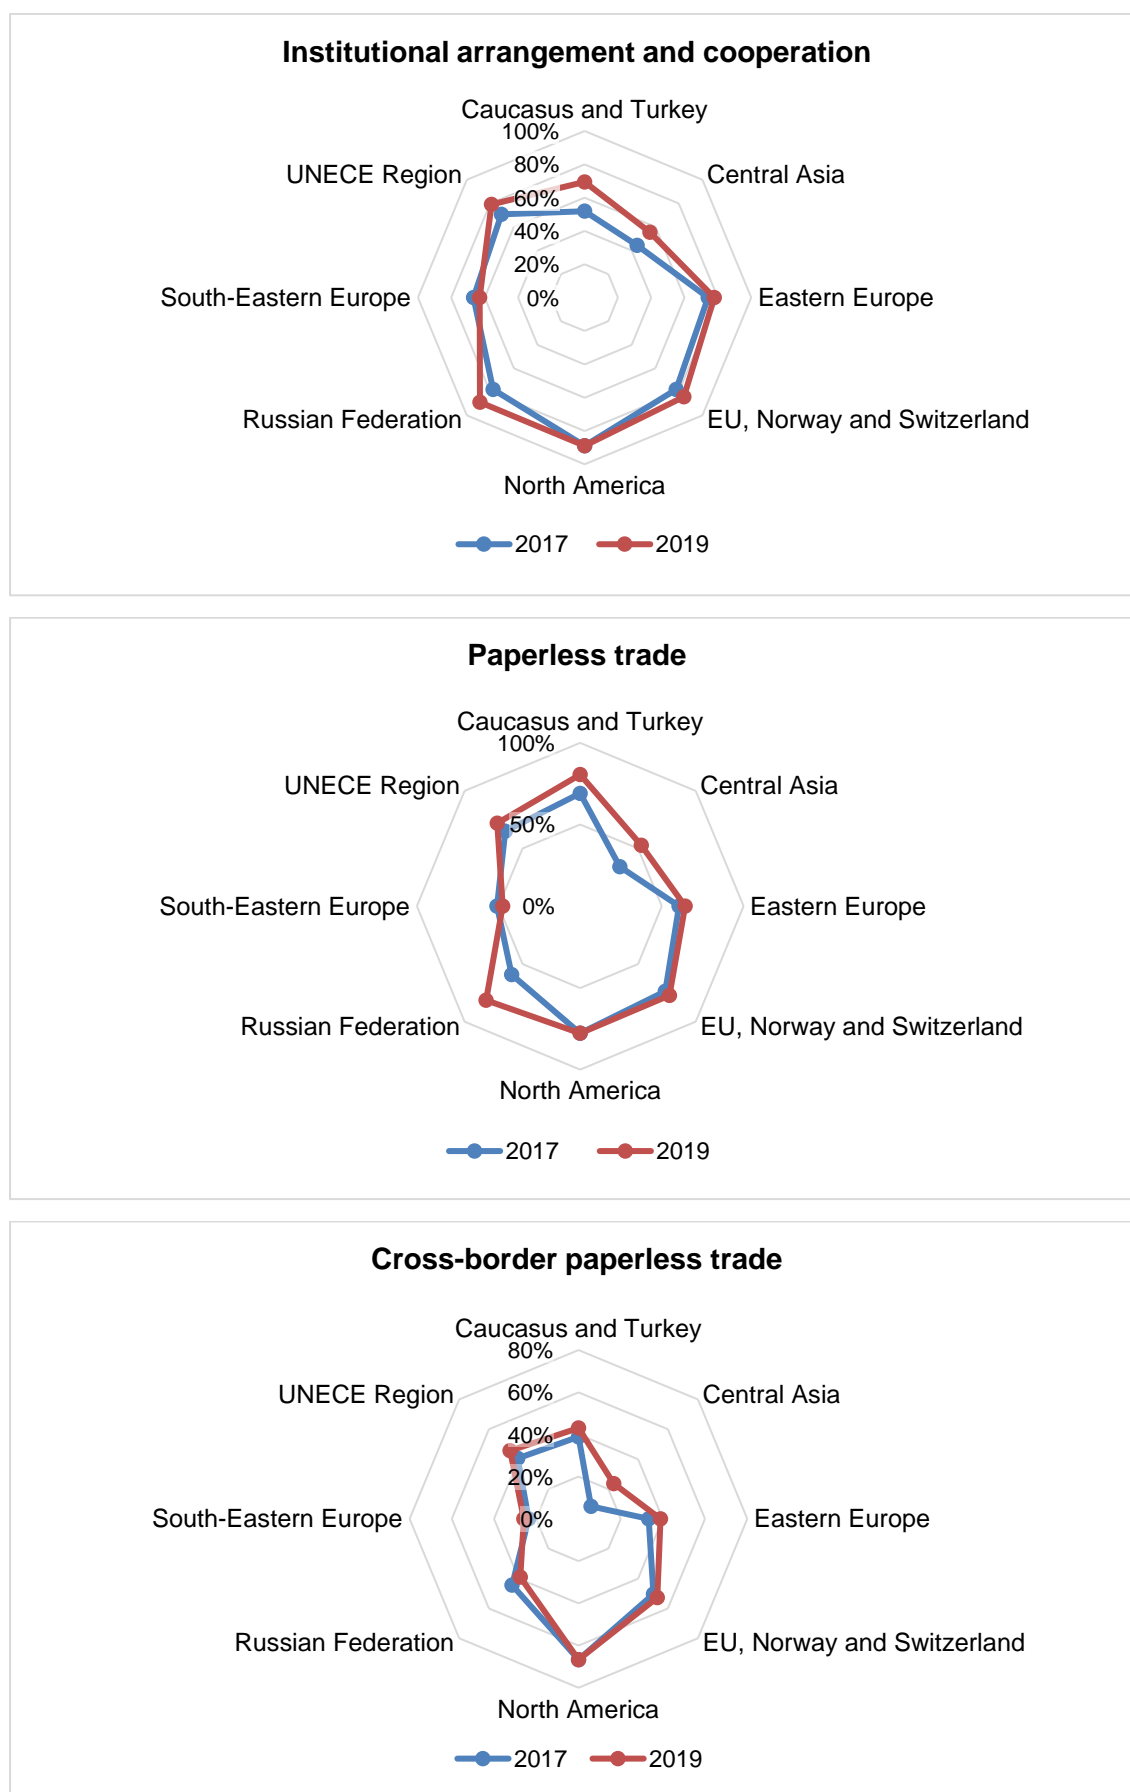 Institutional arrangement and cooperation
Caucasus and Turkey
100%
UNECE Region
80%
Central Asia
60%
40%
20%
South-Eastern Europe
0%
Eastern Europe
Russian Federation
EU, Norway and Switzerland
North America
2017
2019
Paperless trade
Caucasus and Turkey
100%
UNECE Region
Central Asia
50%
South-Eastern Europe
0%
Eastern Europe
Russian Federation
EU, Norway and Switzerland
North America
2017
2019
Cross-border paperless trade
Caucasus and Turkey
80%
UNECE Region
60%
Central Asia
40%
20%
South-Eastern Europe
0%
Eastern Europe
Russian Federation
EU, Norway and Switzerland
North America
2017
2019